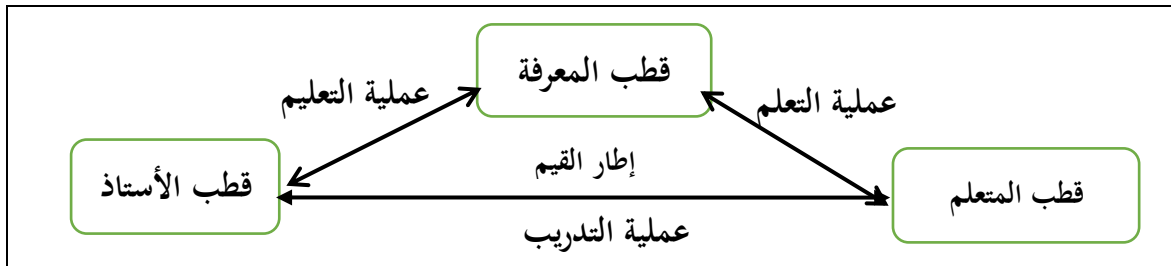 قطب المعرفة
عملية التعلم
عملية التعليم
إطار القيم
قطب المتعلم
قطب الأستاذ
عملية التدريب